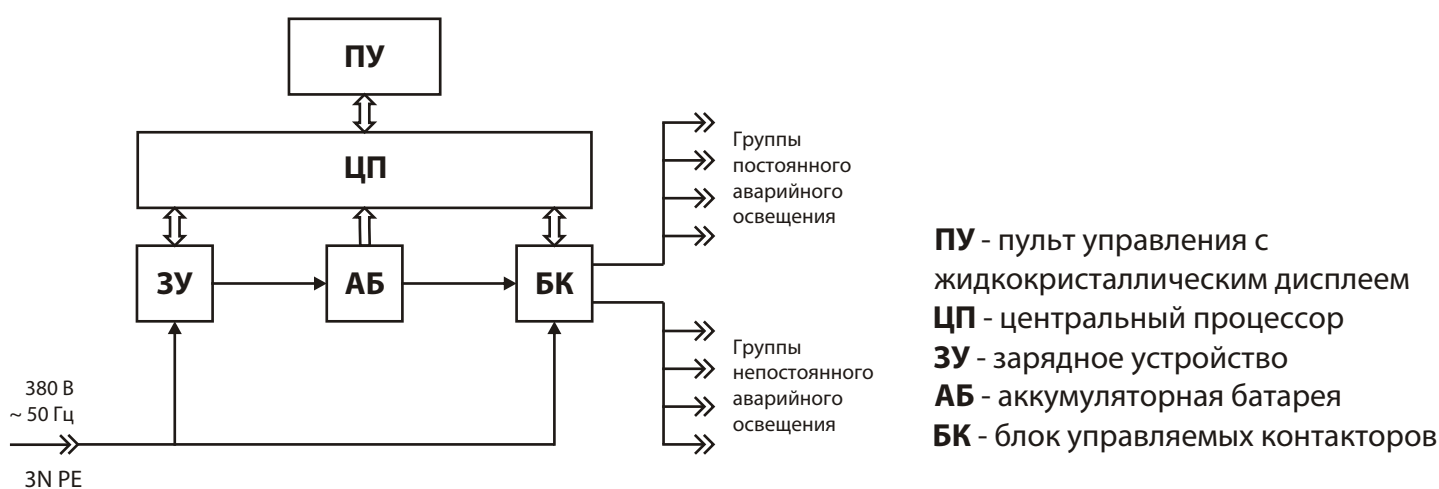 ПУ
ЦП
ЗУ
АБ
БК
Группы
постоянного
аварийного
освещения
Группы
непостоянного
аварийного
освещения
380 В
~ 50 Гц
3N PE
ПУ - пульт управления с
жидкокристаллическим дисплеем
ЦП - центральный процессор
ЗУ - зарядное устройство
АБ - аккумуляторная батарея
БК - блок управляемых контакторов